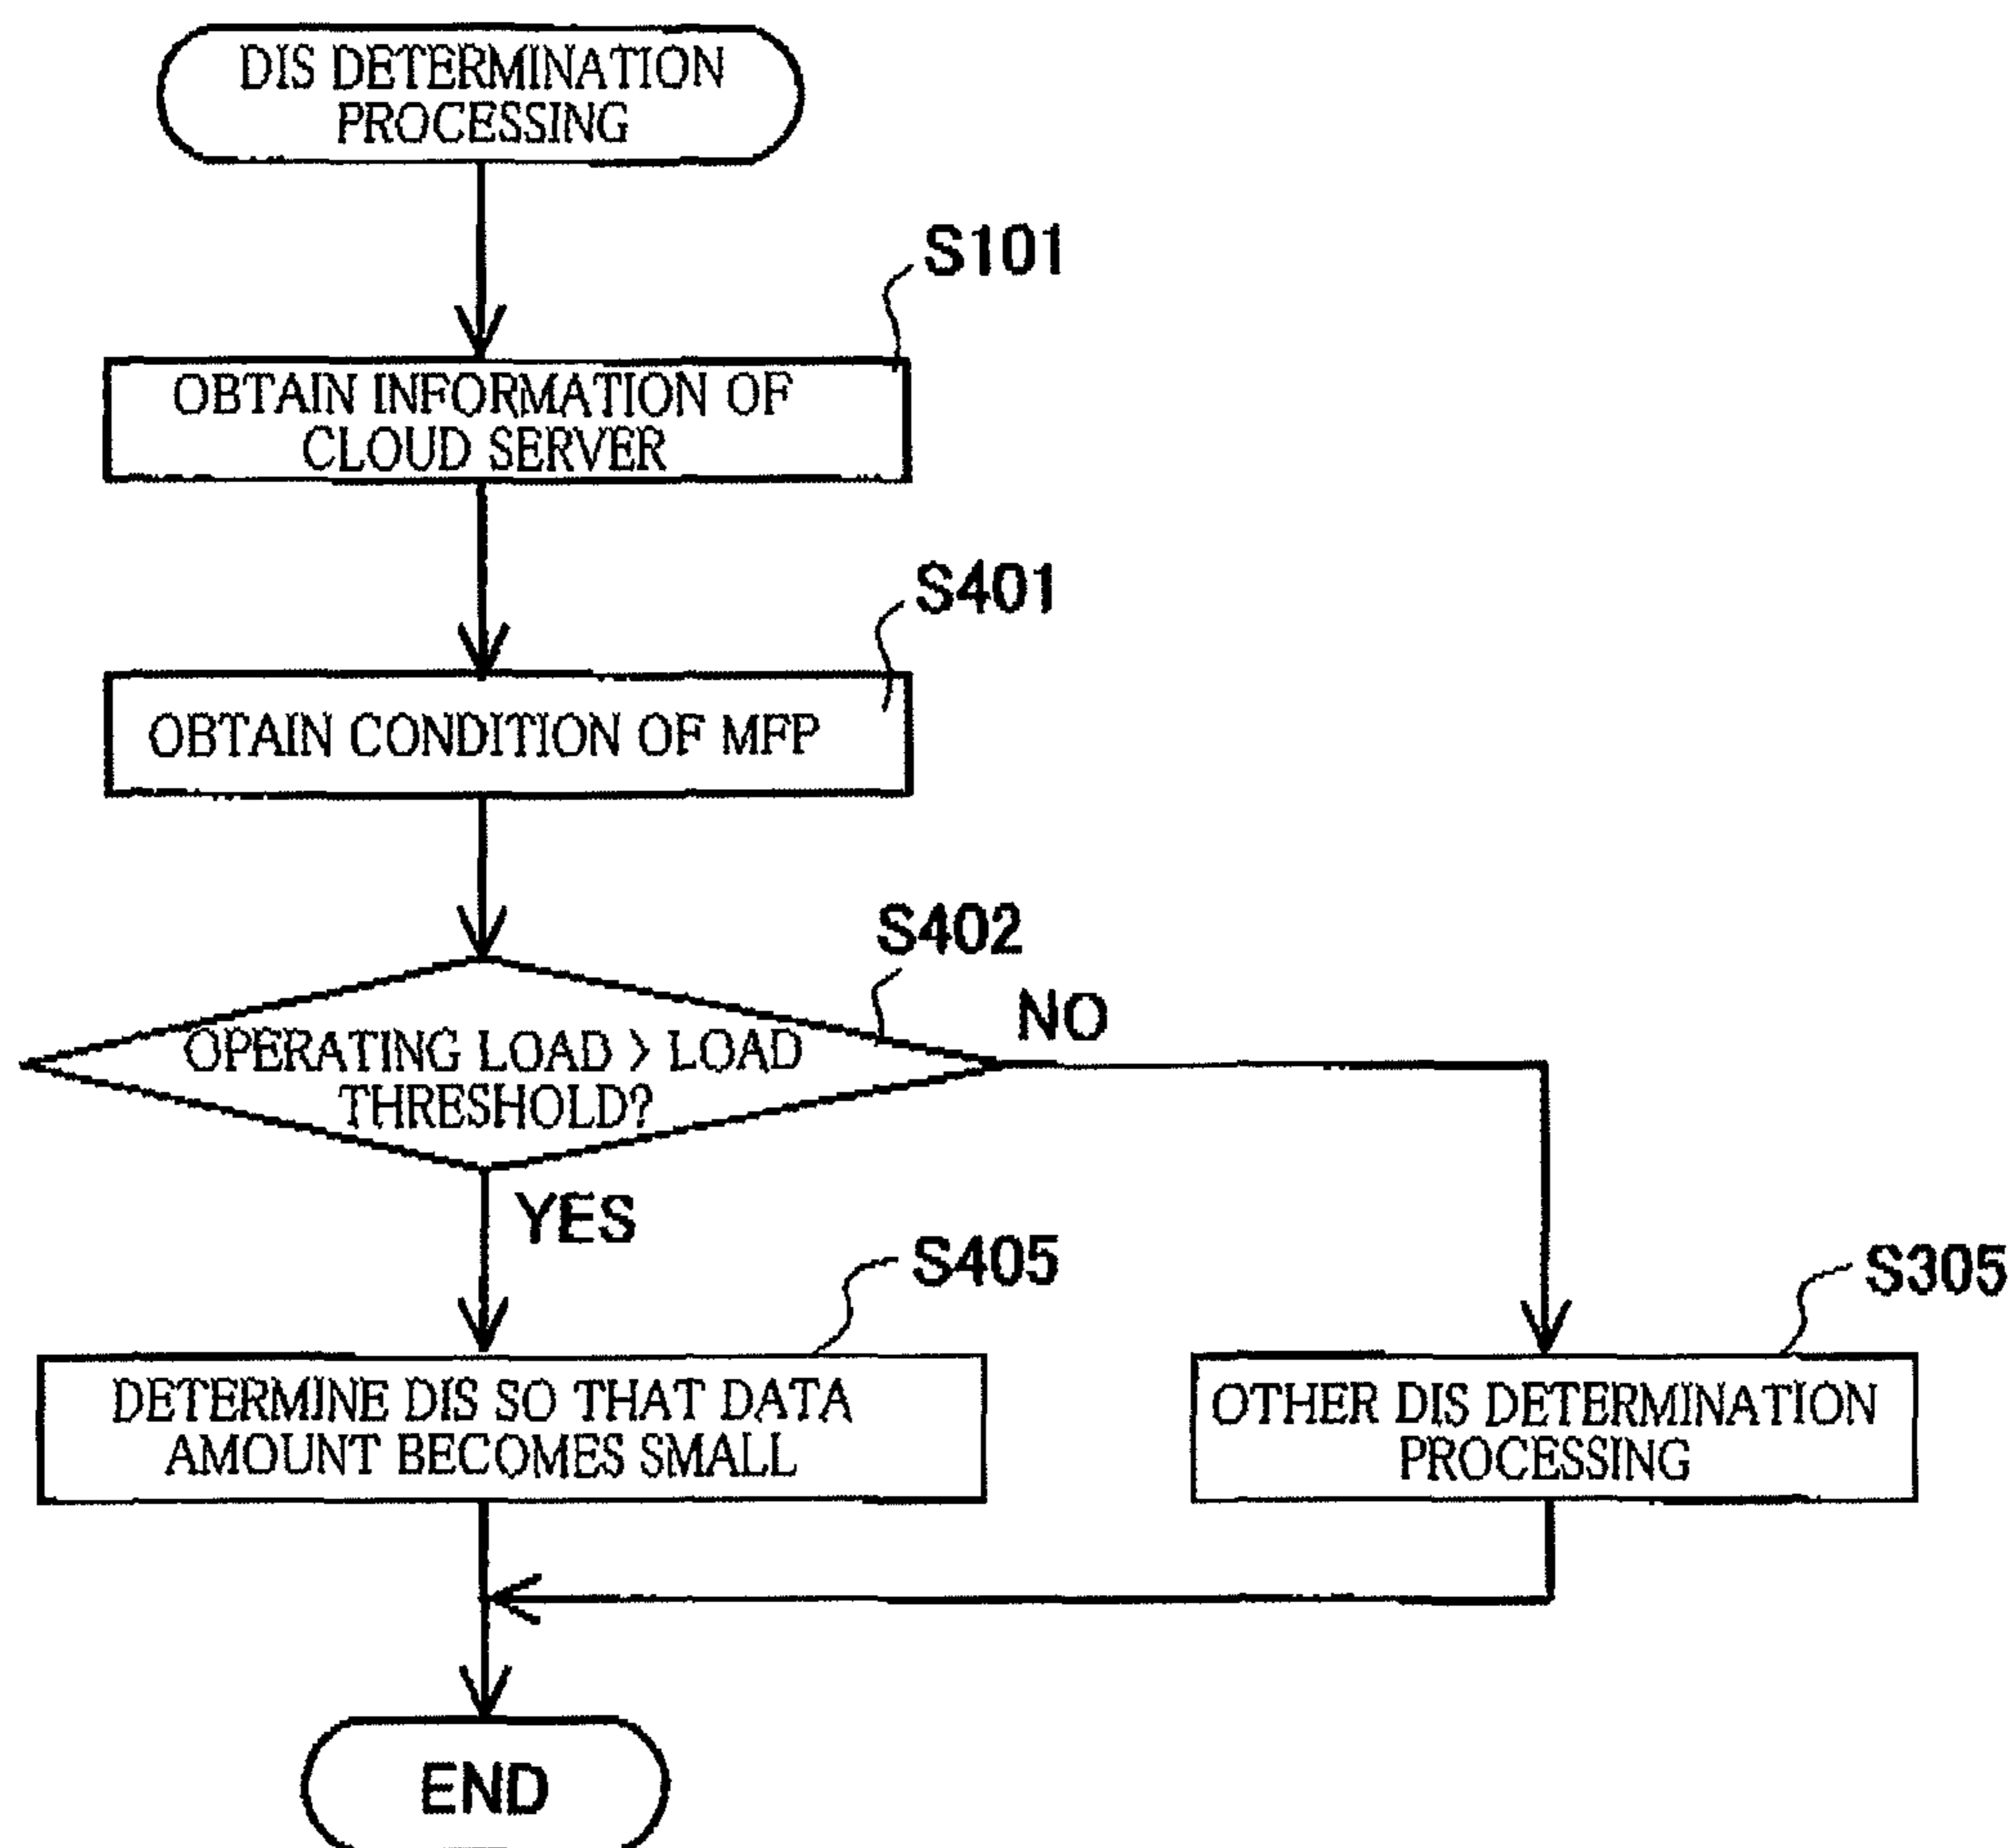 DIS DETERMINATION
PROCESSING
S101
OBTAIN INFORMATION OF
CLOUD SERVER
S401
OBTAIN CONDITION OF MFP
S402
NO
OPERATING LOAD > LOAD
THRESHOLD?
YES
S405
S305
DETERMINE DIS SO THAT DATA
AMOUNT BECOMES SMALL
OTHER DIS DETERMINATION
PROCESSING
END